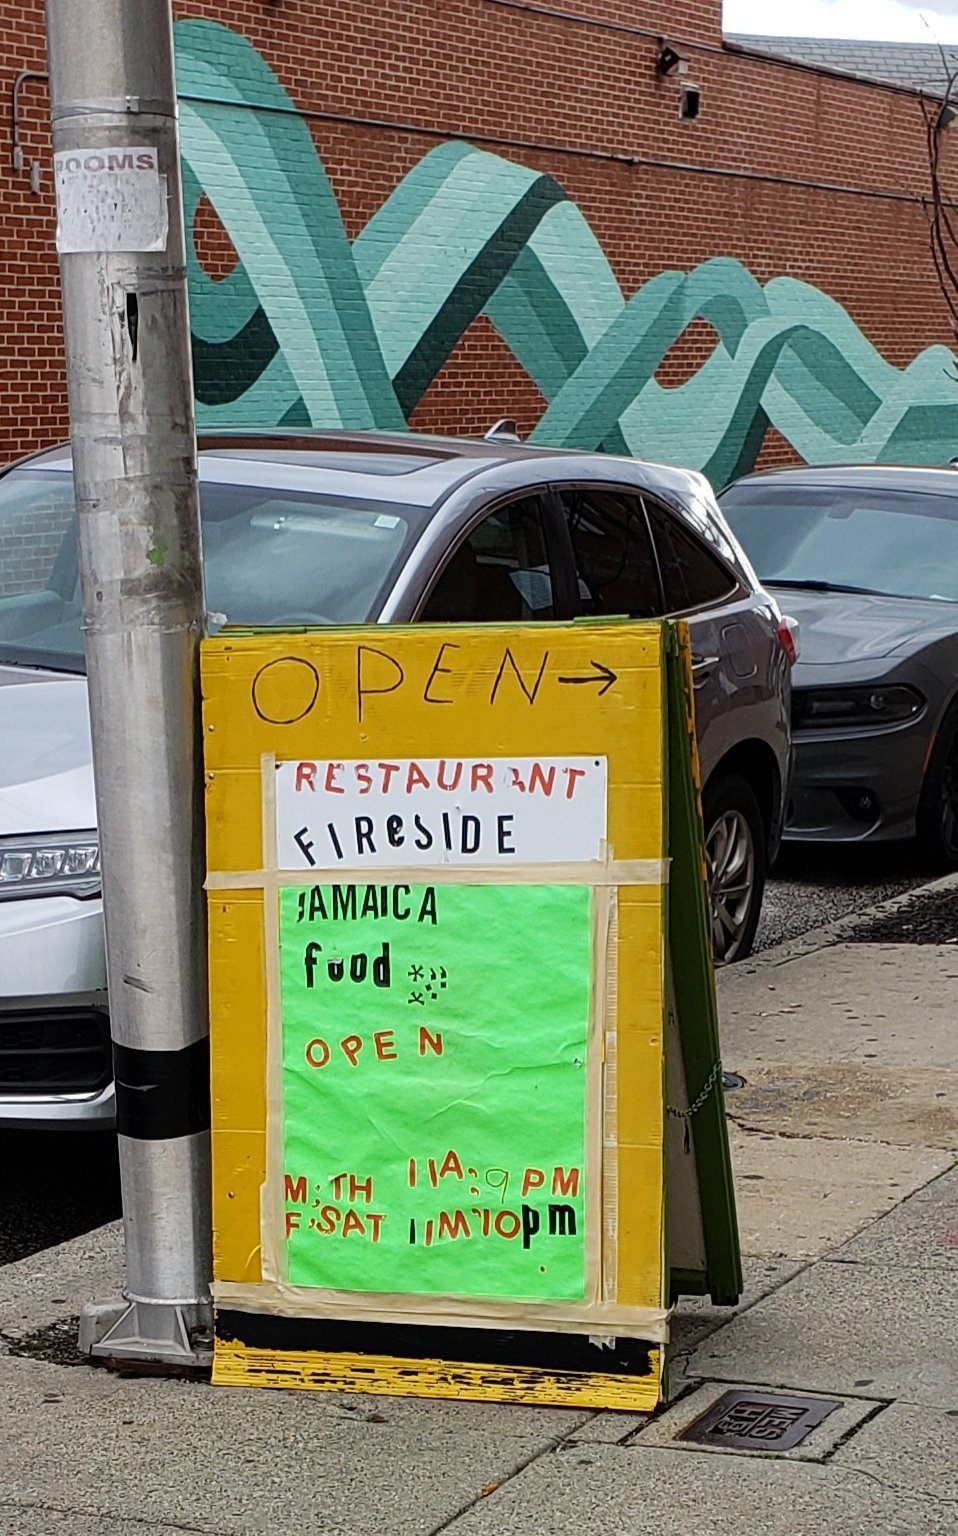 ROOMS
OPEN→
RESTAURANT
FIReSIDE
JAMAICA
food
OPEN
M:TH 11A:9PM
F:SAT 11M:10pm